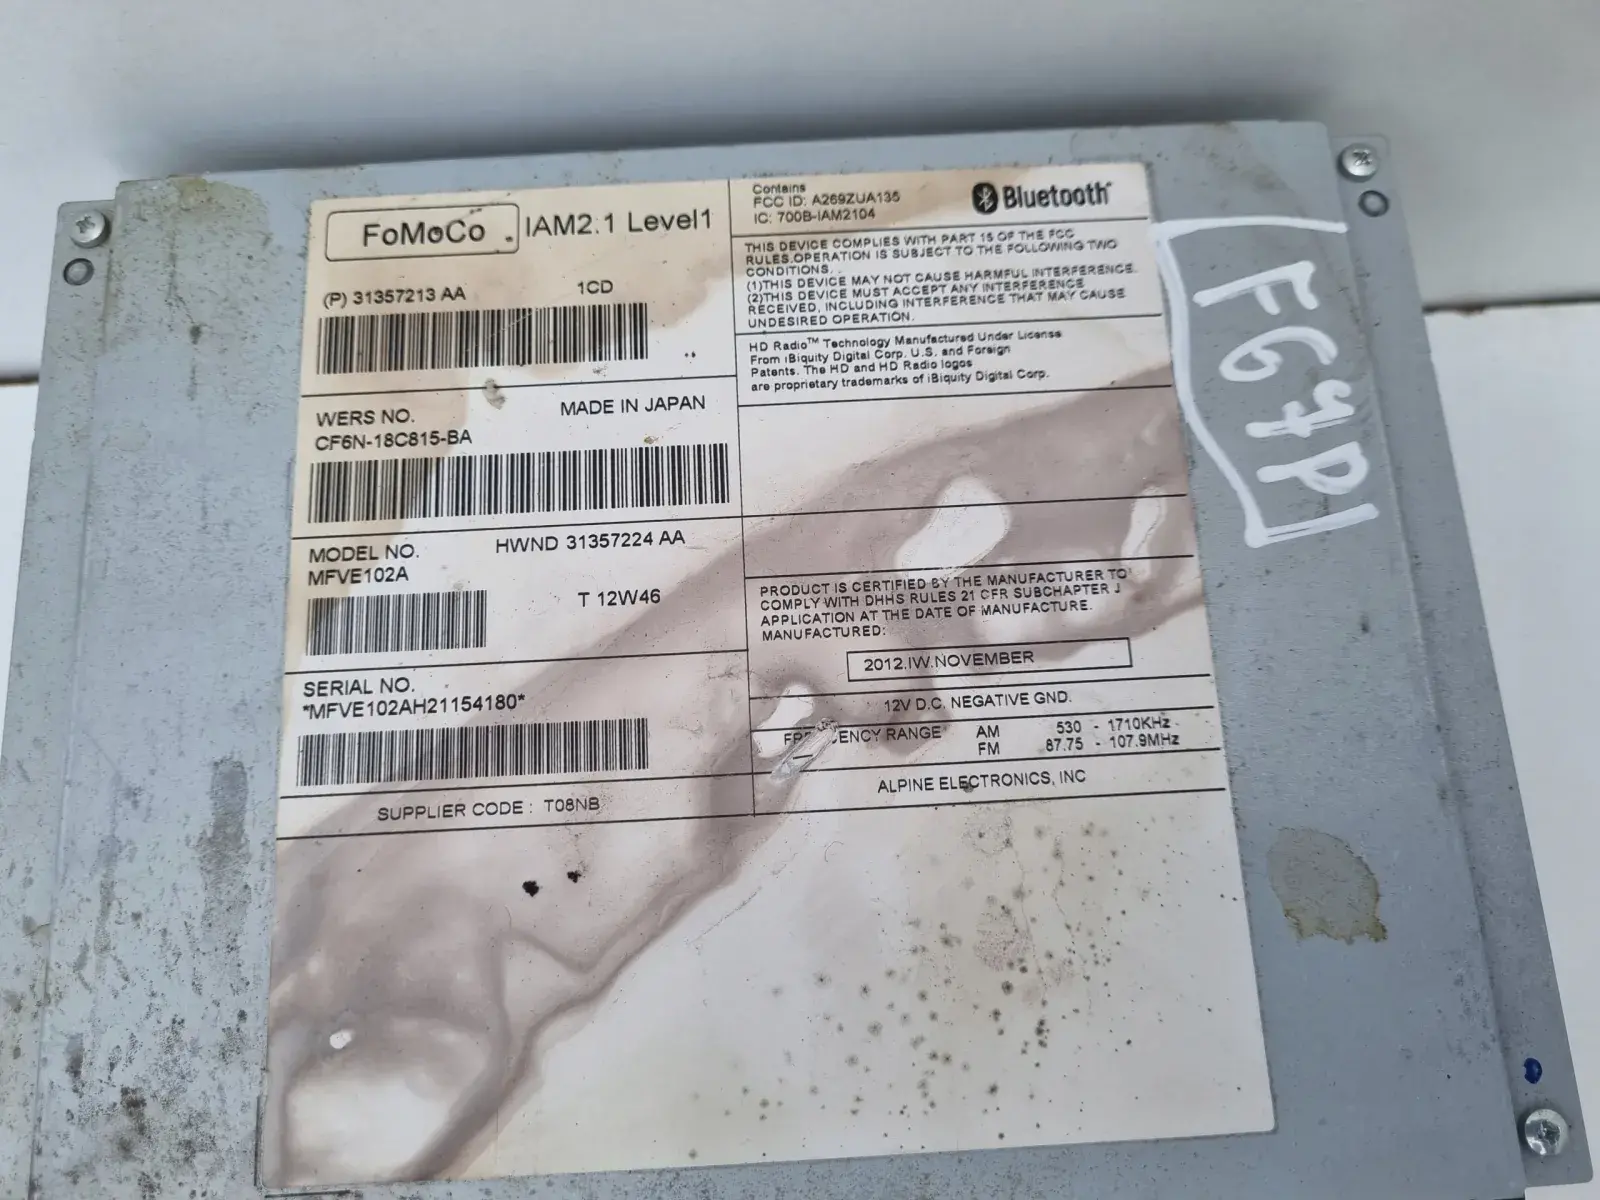 FoMoCo
IAM2.1 Level1
(P) 31357213 AA
1CD
WERS NO.
MADE IN JAPAN
CF6N-18C815-BA
MODEL NO.
HWND 31357224 AA
MFVE102A
T 12W46
SERIAL NO.
*MFVE102AH21154180*
SUPPLIER CODE : T08NB
Contains
FCC ID: A269ZUA135
IC: 700B-IAM2104
Bluetooth
THIS DEVICE COMPLIES WITH PART 15 OF THE FCC
RULES.OPERATION IS SUBJECT TO THE FOLLOWING TWO
CONDITIONS.
(1)THIS DEVICE MAY NOT CAUSE HARMFUL INTERFERENCE.
(2)THIS DEVICE MUST ACCEPT ANY INTERFERENCE
RECEIVED, INCLUDING INTERFERENCE THAT MAY CAUSE
UNDESIRED OPERATION.
HD Radio™ Technology Manufactured Under License
From iBiquity Digital Corp. U.S. and Foreign
Patents. The HD and HD Radio logos
are proprietary trademarks of iBiquity Digital Corp.
PRODUCT IS CERTIFIED BY THE MANUFACTURER TO
COMPLY WITH DHHS RULES 21 CFR SUBCHAPTER J
APPLICATION AT THE DATE OF MANUFACTURE.
MANUFACTURED:
2012.IW.NOVEMBER
12V D.C. NEGATIVE GND.
RANGE AM 530 - 1710KHz
FM 87.75 - 107.9MHz
ALPINE ELECTRONICS, INC